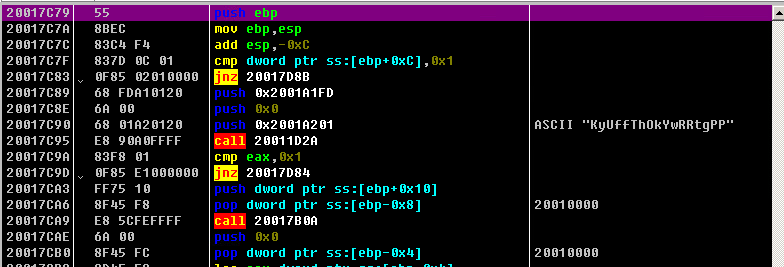 20017C79 55 push ebp
20017C7A 8BEC mov ebp,esp
20017C7C 83C4 F4 add esp,-0xC
20017C7F 837D 0C 01 cmp dword ptr ss:[ebp+0xC],0x1
20017C83 0F85 02010000 jnz 20017D8B
20017C89 68 FDA10120 push 0x2001A1FD
20017C8E 6A 00 push 0x0
20017C90 68 01A20120 push 0x2001A201 ASCII "KyUffThOkYwRRtgPP"
20017C95 E8 90A0FFFF call 20011D2A
20017C9A 83F8 01 cmp eax,0x1
20017C9D 0F85 E1000000 jnz 20017D84
20017CA3 FF75 10 push dword ptr ss:[ebp+0x10]
20017CA6 8F45 F8 pop dword ptr ss:[ebp-0x8] 20010000
20017CA9 E8 5CFEFFFF call 20017B0A
20017CAE 6A 00 push 0x0
20017CB0 8F45 FC pop dword ptr ss:[ebp-0x4] 20010000